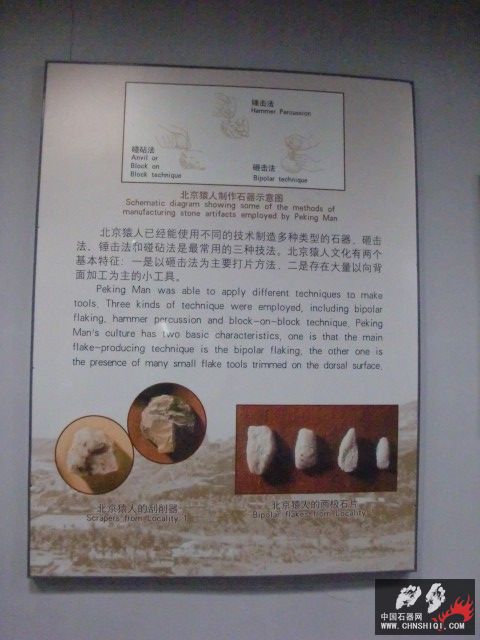 锤击法
Hammer Percussion
碰砧法
Anvil or
Block on
Block technique
砸击法
Bipolar technique
北京猿人制作石器示意图
Schematic diagram showing some of the methods of
manufacturing stone artifacts employed by Peking Man
北京猿人已经能使用不同的技术制造多种类型的石器，砸击
法、锤击法和碰砧法是最常用的三种技法。北京猿人文化有两个
基本特征：一是以砸击法为主要打片方法，二是存在大量以向背
面加工为主的小工具。
Peking Man was able to apply different techniques to make
tools. Three kinds of technique were employed, including bipolar
flaking, hammer percussion and block-on-block technique. Peking
Man's culture has two basic characteristics, one is that the main
flake-producing technique is the bipolar flaking, the other one is
the presence of many small flake tools trimmed on the dorsal surface.
北京猿人的刮削器
Scrapers from Locality 1
北京猿人的两极石片
Bipolar flakes from Locality
中国石器网
WWW.CHNSHIQI.COM